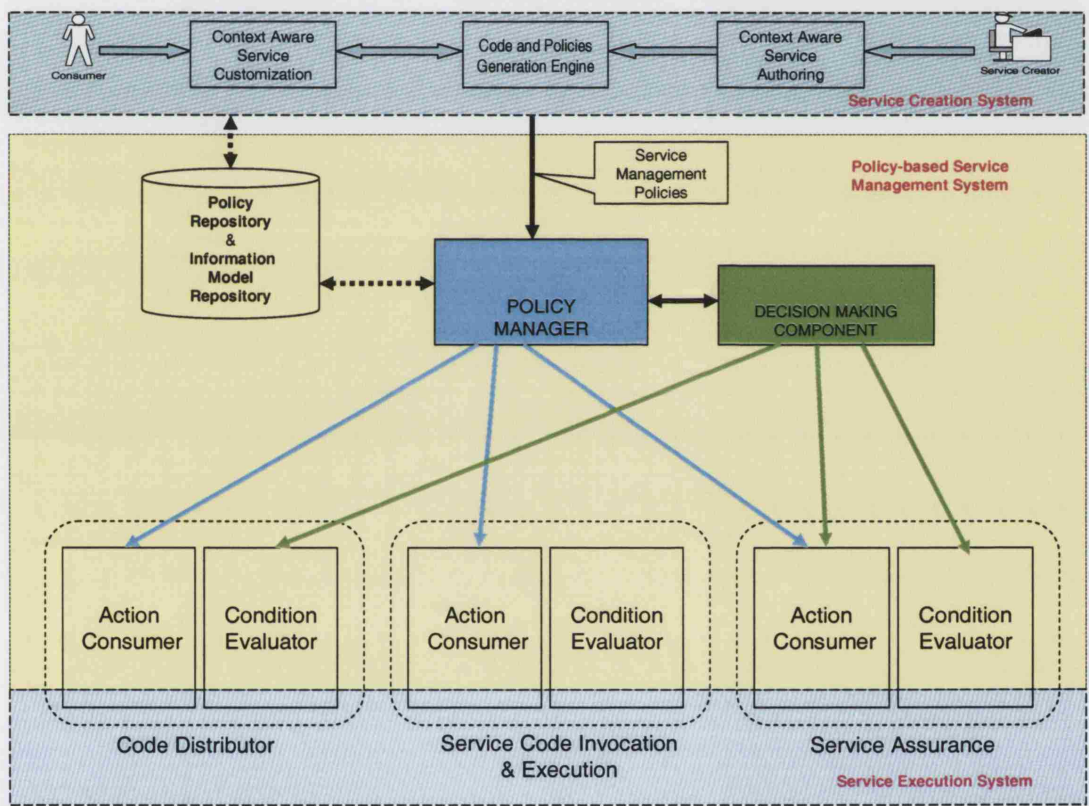 Consumer
Context Aware
Service
Customization
Code and Policies
Generation Engine
Context Aware
Service
Authoring
Service Creator
Service Creation System
Service
Management
Policies
Policy-based Service
Management System
Policy
Repository
&
Information
Model
Repository
POLICY
MANAGER
DECISION MAKING
COMPONENT
Action
Consumer
Condition
Evaluator
Action
Consumer
Condition
Evaluator
Action
Consumer
Condition
Evaluator
Code Distributor
Service Code Invocation
& Execution
Service Assurance
Service Execution System